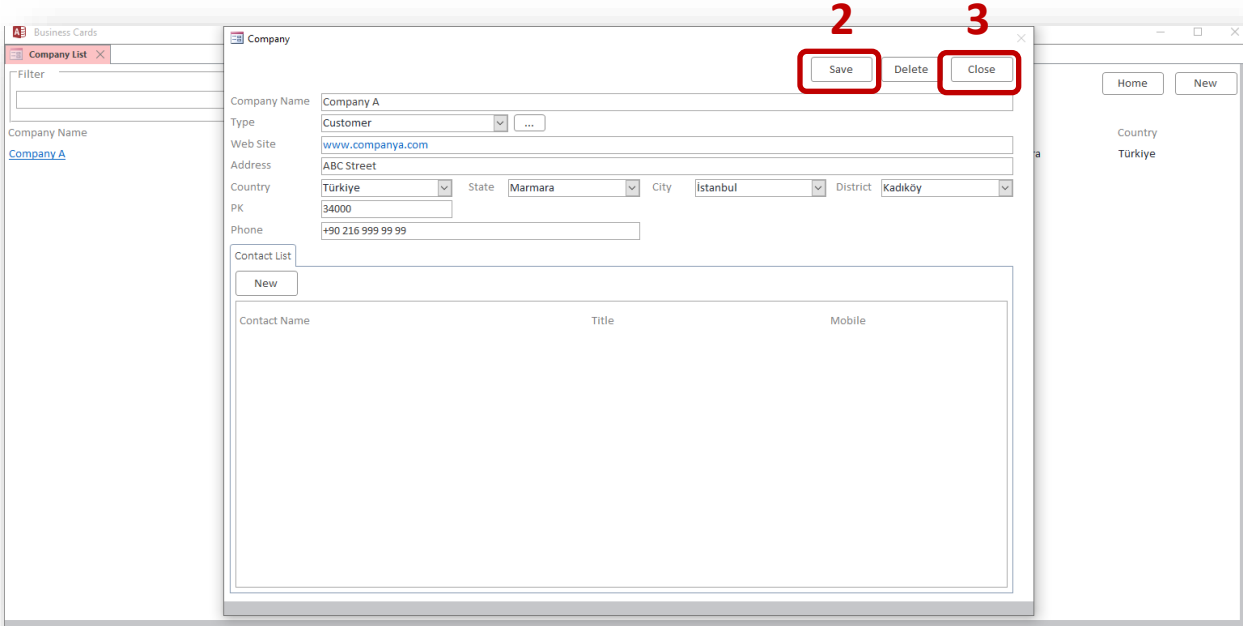 2 3
Business Cards
Company
Company List
Save Delete Close
Filter
Home New
Company Name Company A
Type Customer ...
Company Name
Country
Web Site www.companya.com
Company A
Türkiye
Address ABC Street
Country Türkiye State Marmara City İstanbul District Kadıköy
PK 34000
Phone +90 216 999 99 99
Contact List
New
Contact Name Title Mobile